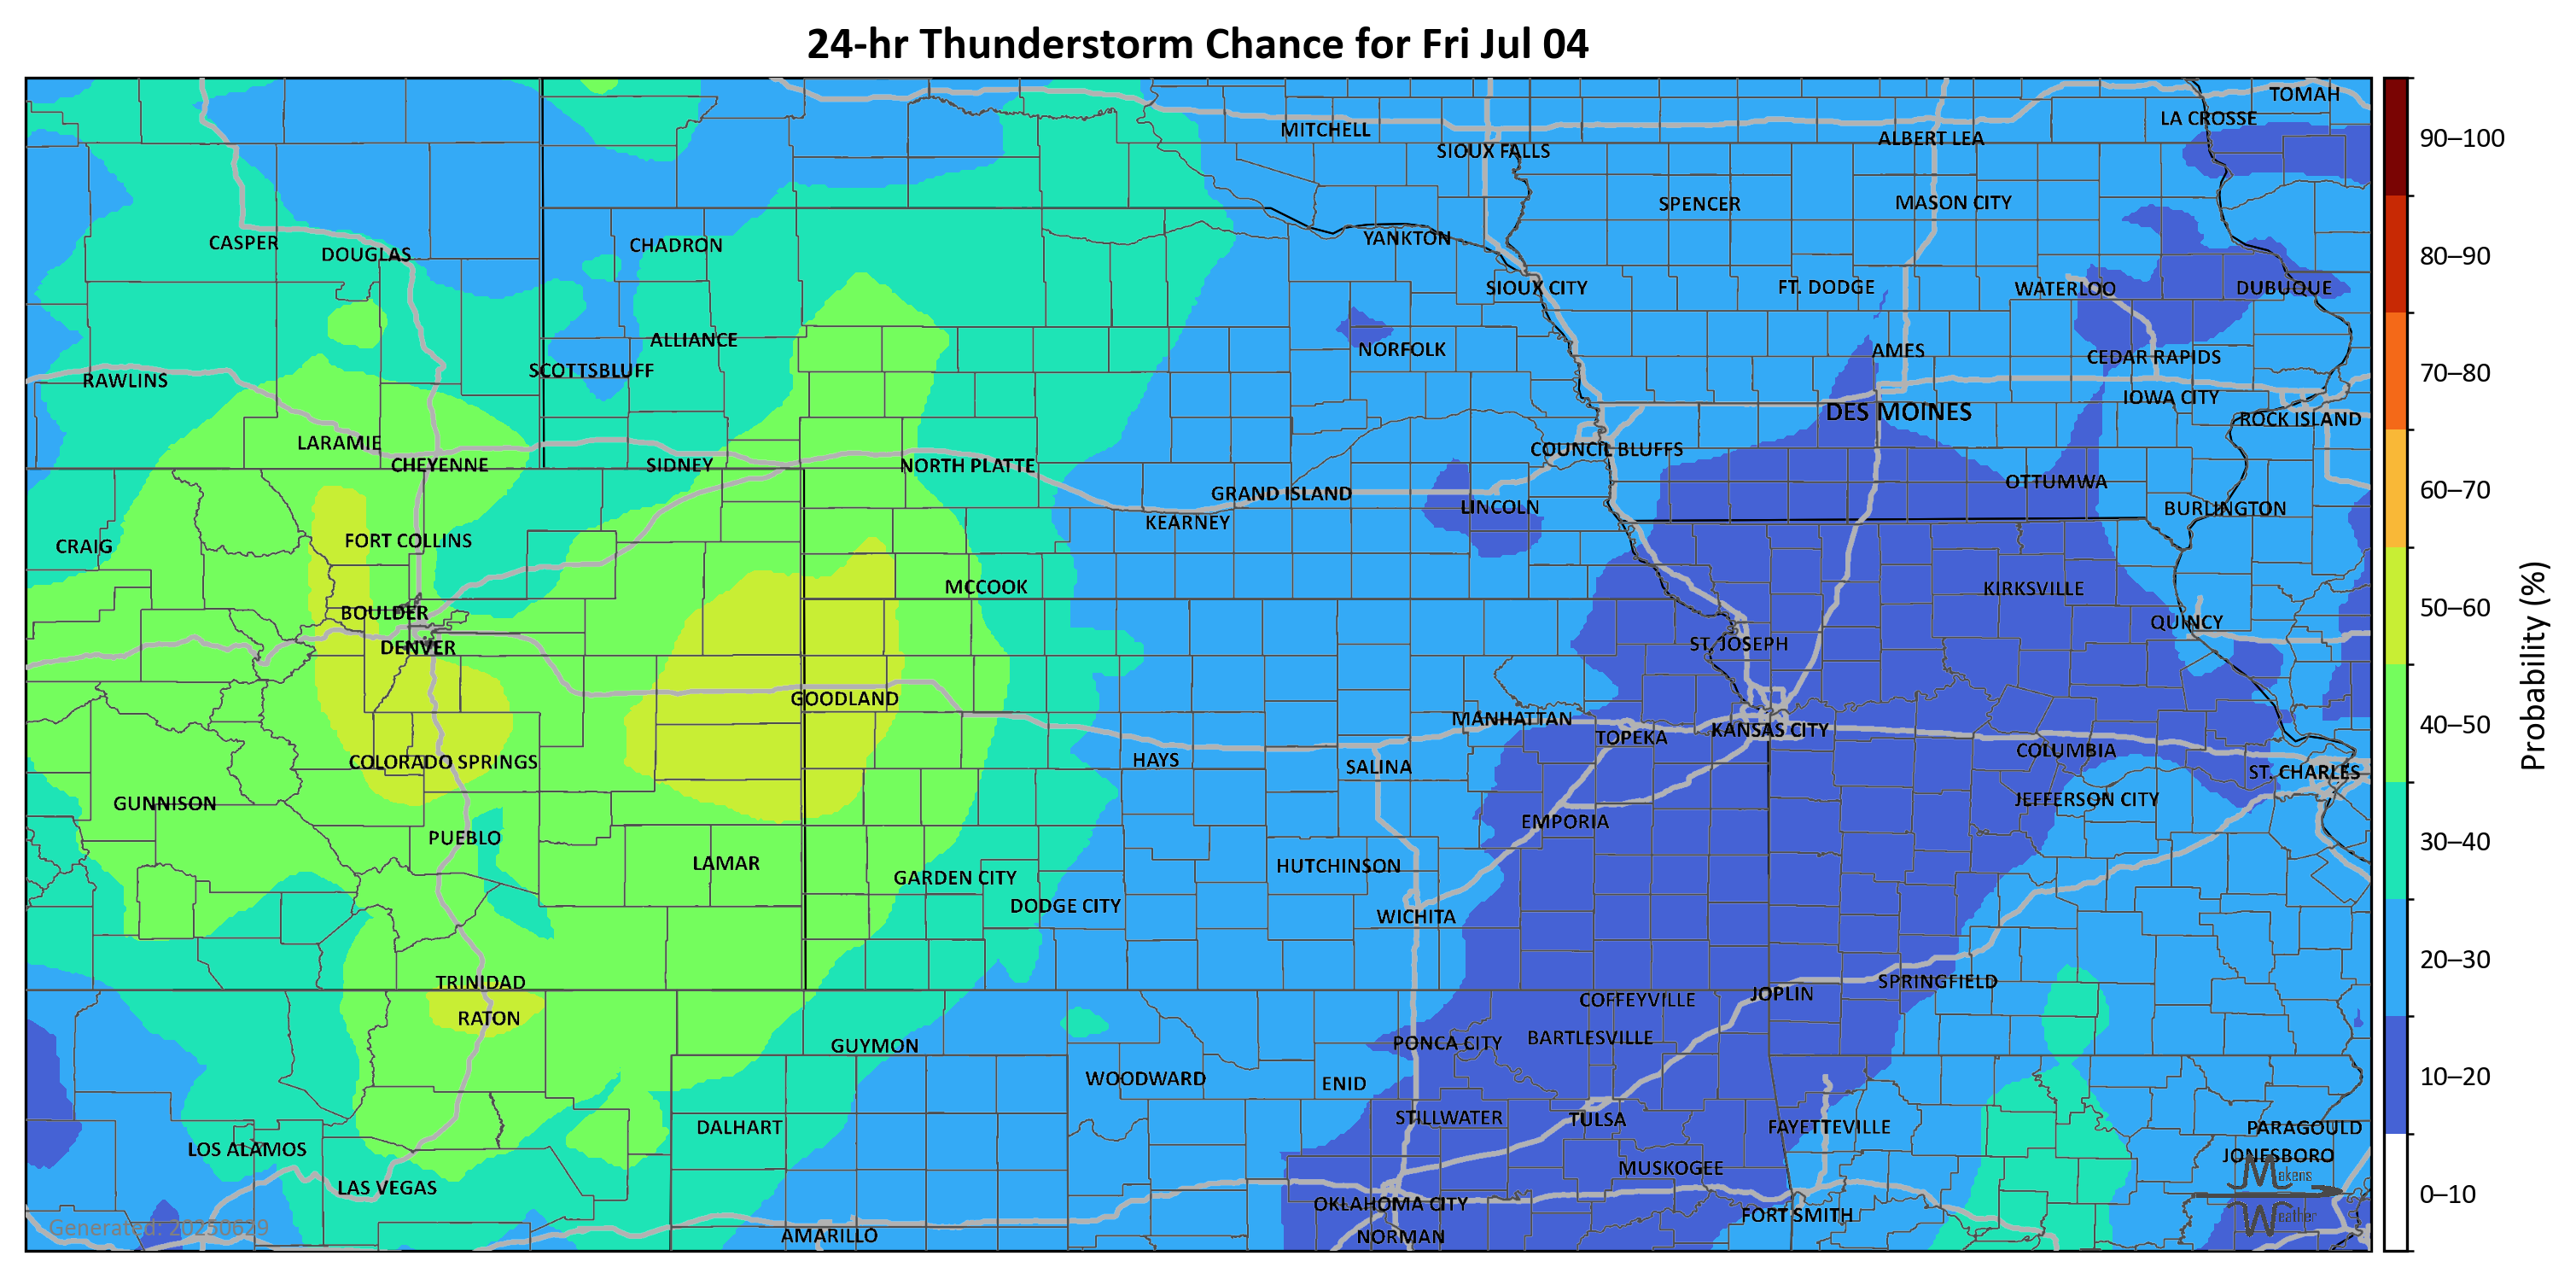 24-hr Thunderstorm Chance for Fri Jul 04
TOMAH
LA CROSSE
MITCHELL
ALBERT LEA
SIOUX FALLS
SPENCER
MASON CITY
CASPER
DOUGLAS
CHADRON
YANKTON
SIOUX CITY
FT. DODGE
WATERLOO
DUBUQUE
ALLIANCE
NORFOLK
AMES
CEDAR RAPIDS
RAWLINS
SCOTTSBLUFF
IOWA CITY
DES MOINES
ROCK ISLAND
LARAMIE
COUNCIL BLUFFS
CHEYENNE
SIDNEY
NORTH PLATTE
GRAND ISLAND
OTTUMWA
LINCOLN
BURLINGTON
KEARNEY
CRAIG
FORT COLLINS
MCCOOK
KIRKSVILLE
BOULDER
QUINCY
DENVER
ST. JOSEPH
GOODLAND
MANHATTAN
TOPEKA
KANSAS CITY
COLUMBIA
COLORADO SPRINGS
HAYS
SALINA
ST. CHARLES
GUNNISON
JEFFERSON CITY
PUEBLO
EMPORIA
LAMAR
HUTCHINSON
GARDEN CITY
DODGE CITY
WICHITA
TRINIDAD
SPRINGFIELD
COFFEYVILLE
JOPLIN
RATON
BARTLESVILLE
GUYMON
PONCA CITY
WOODWARD
ENID
STILLWATER
TULSA
DALHART
FAYETTEVILLE
PARAGOULD
LOS ALAMOS
JONESBORO
MUSKOGEE
LAS VEGAS
OKLAHOMA CITY
FORT SMITH
AMARILLO
NORMAN
Generated: 20250629
Makens
Weather
90–100
80–90
70–80
60–70
50–60
40–50
30–40
20–30
10–20
0–10
Probability (%)